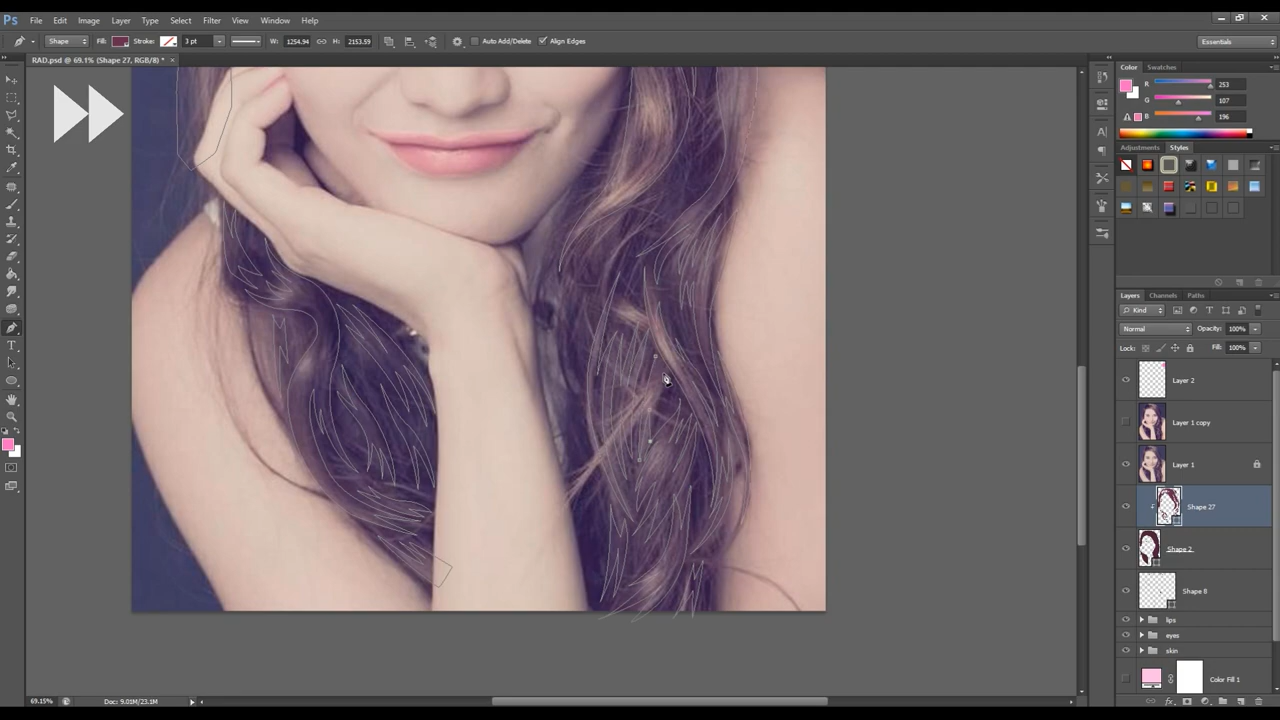 Ps File Edit Image Layer Type Select Filter View Window Help
Shape Fill: Stroke: 3 pt W: 1254.94 H: 2153.59 Auto Add/Delete Align Edges Essentials
RAD.psd @ 69.1% (Shape 27, RGB/8) * ×
Color Swatches
R 253
G 107
B 196
Adjustments Styles
Layers Channels Paths
Kind
Normal Opacity: 100%
Lock: Fill: 100%
Layer 2
Layer 1 copy
Layer 1
Shape 27
Shape 2
Shape 8
lips
eyes
skin
Color Fill 1
69.15% Doc: 9.01M/23.1M